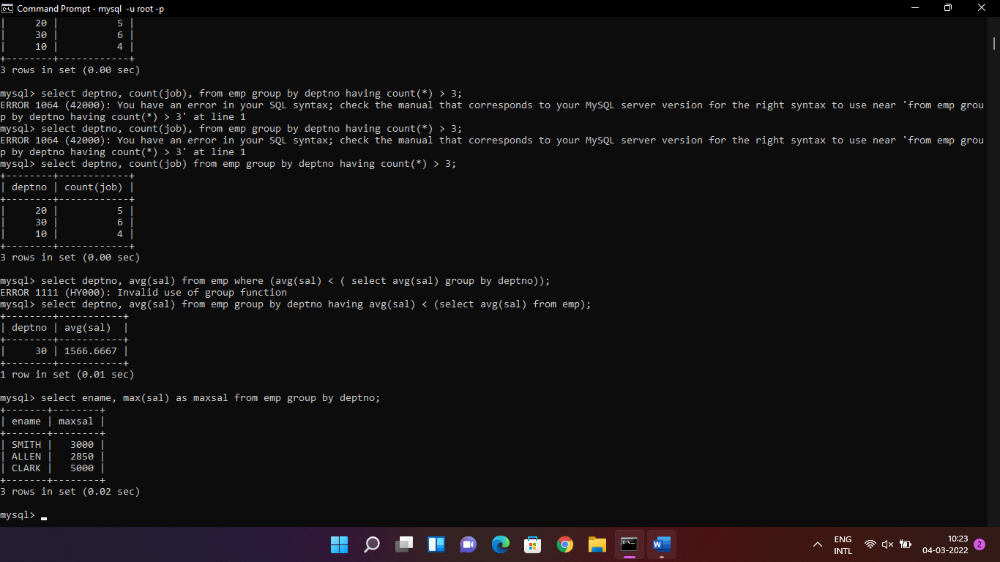 Command Prompt - mysql -u root -p
|     20 |          5 |
|     30 |          6 |
|     10 |          4 |
+--------+------------+
3 rows in set (0.00 sec)

mysql> select deptno, count(job), from emp group by deptno having count(*) > 3;
ERROR 1064 (42000): You have an error in your SQL syntax; check the manual that corresponds to your MySQL server version for the right syntax to use near 'from emp grou
p by deptno having count(*) > 3' at line 1
mysql> select deptno, count(job), from emp group by deptno having count(*) > 3;
ERROR 1064 (42000): You have an error in your SQL syntax; check the manual that corresponds to your MySQL server version for the right syntax to use near 'from emp grou
p by deptno having count(*) > 3' at line 1
mysql> select deptno, count(job) from emp group by deptno having count(*) > 3;
+--------+------------+
| deptno | count(job) |
+--------+------------+
|     20 |          5 |
|     30 |          6 |
|     10 |          4 |
+--------+------------+
3 rows in set (0.00 sec)

mysql> select deptno, avg(sal) from emp where (avg(sal) < ( select avg(sal) group by deptno));
ERROR 1111 (HY000): Invalid use of group function
mysql> select deptno, avg(sal) from emp group by deptno having avg(sal) < (select avg(sal) from emp);
+--------+-----------+
| deptno | avg(sal)  |
+--------+-----------+
|     30 | 1566.6667 |
+--------+-----------+
1 row in set (0.01 sec)

mysql> select ename, max(sal) as maxsal from emp group by deptno;
+-------+--------+
| ename | maxsal |
+-------+--------+
| SMITH |   3000 |
| ALLEN |   2850 |
| CLARK |   5000 |
+-------+--------+
3 rows in set (0.02 sec)

mysql> _
ENG
INTL
10:23
04-03-2022
2